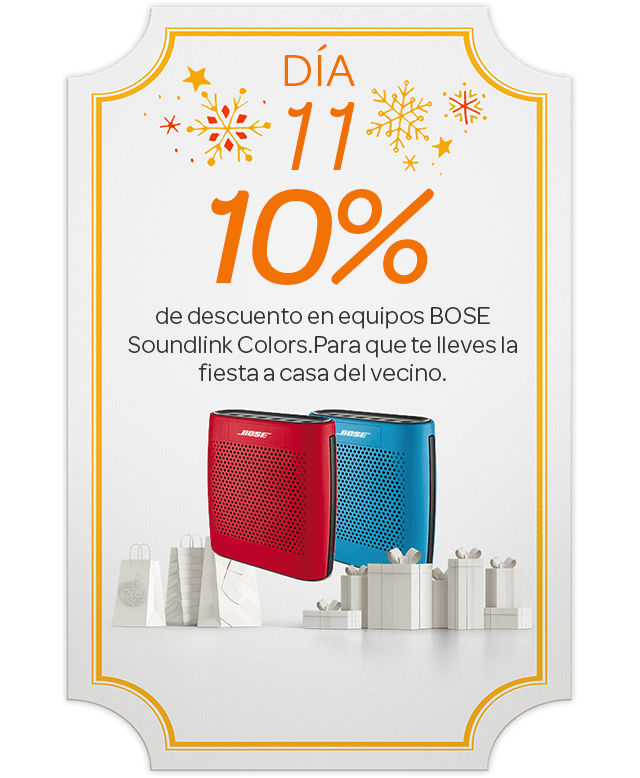 DÍA
11
10%
de descuento en equipos BOSE
Soundlink Colors.Para que te lleves la
fiesta a casa del vecino.
BOSE
BOSE